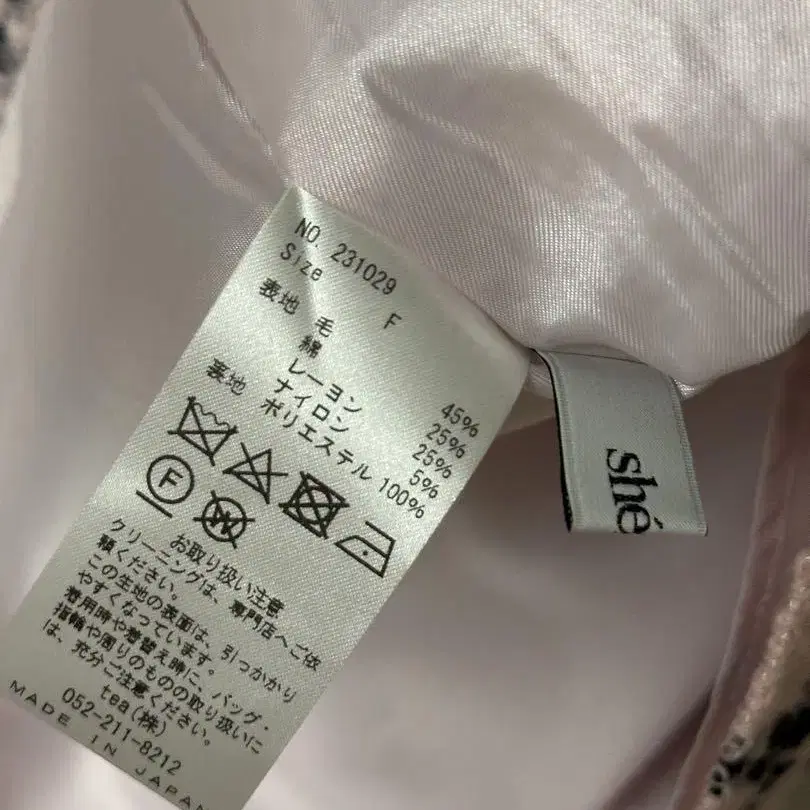 NO. 231029
Size F
表地 毛 45%
綿 25%
レーヨン 25%
ナイロン 5%
裏地 ポリエステル 100%
F
W
お取り扱い注意
クリーニングは、専門店へご依
頼ください。
この生地の表面は、引っかかり
やすくなっています。
着用時や着替え時に、バッグ・
指輪や周りのものの取り扱いに
は、充分ご注意ください。
tea(株)
052-211-8212
MADE IN JAPAN
shé